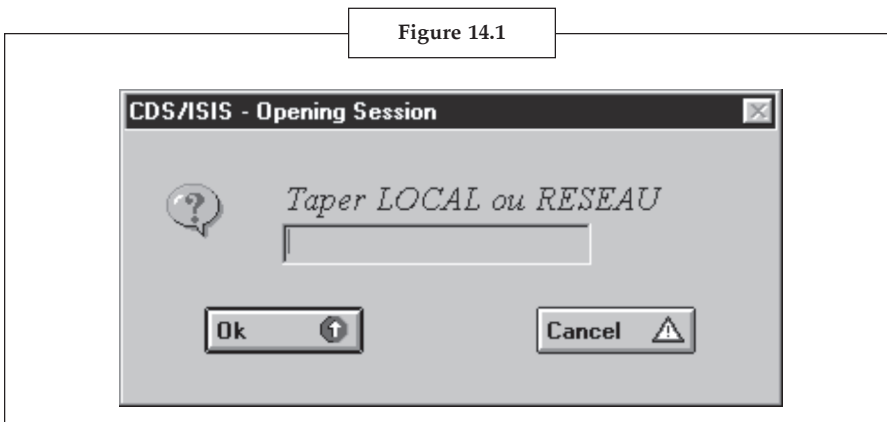 Figure 14.1
CDS/ISIS - Opening Session
Taper LOCAL ou RESEAU
Ok
Cancel